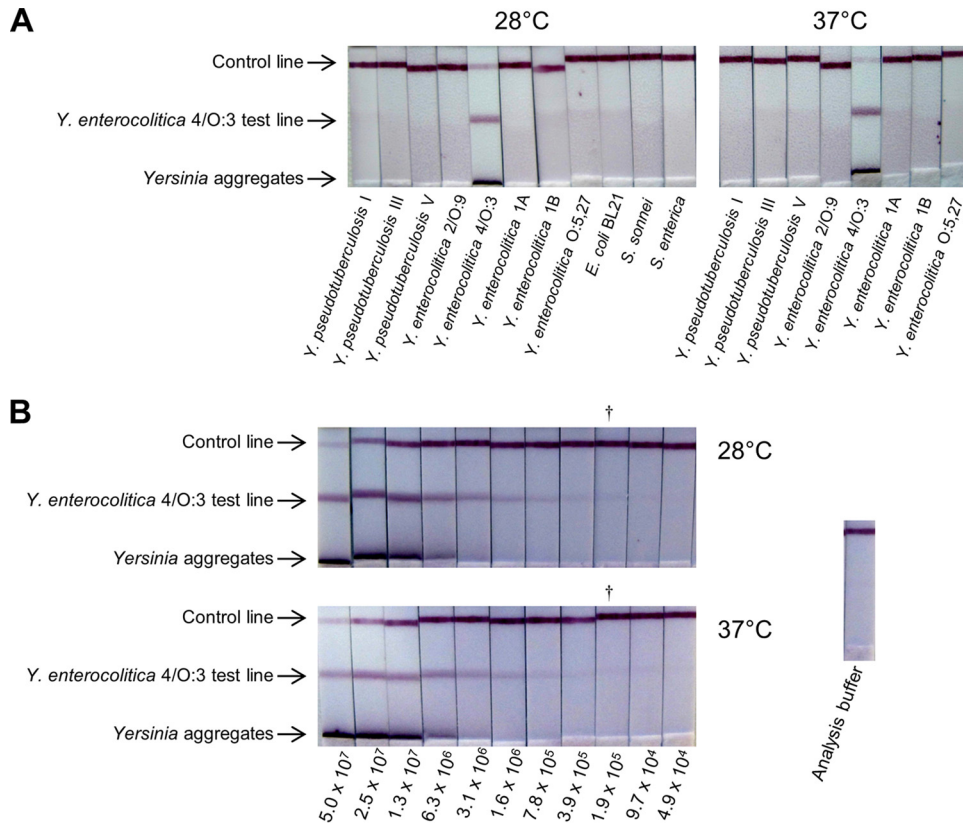 A
28°C
37°C
Control line
Y. enterocolitica 4/O:3 test line
Yersinia aggregates
Y. pseudotuberculosis I
Y. pseudotuberculosis III
Y. pseudotuberculosis V
Y. enterocolitica 2/O:9
Y. enterocolitica 4/O:3
Y. enterocolitica 1A
Y. enterocolitica 1B
Y. enterocolitica O:5,27
E. coli BL21
S. sonnei
S. enterica
Y. pseudotuberculosis I
Y. pseudotuberculosis III
Y. pseudotuberculosis V
Y. enterocolitica 2/O:9
Y. enterocolitica 4/O:3
Y. enterocolitica 1A
Y. enterocolitica 1B
Y. enterocolitica O:5,27
B
†
Control line
28°C
Y. enterocolitica 4/O:3 test line
Yersinia aggregates
†
Control line
37°C
Y. enterocolitica 4/O:3 test line
Yersinia aggregates
5.0 x 10⁷
2.5 x 10⁷
1.3 x 10⁷
6.3 x 10⁶
3.1 x 10⁶
1.6 x 10⁶
7.8 x 10⁵
3.9 x 10⁵
1.9 x 10⁵
9.7 x 10⁴
4.9 x 10⁴
Analysis buffer